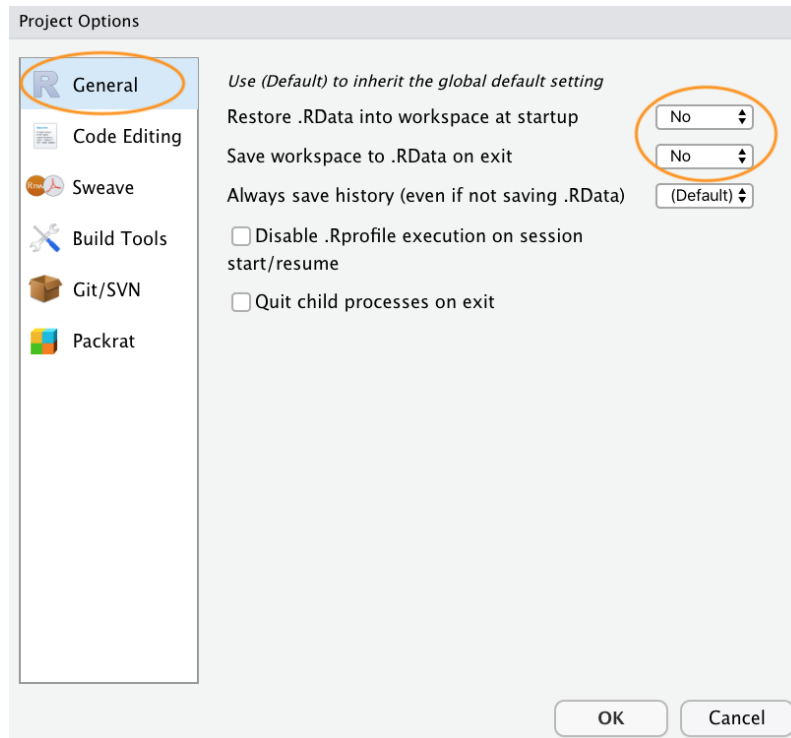 Project Options
General
Code Editing
Rnw
Sweave
Build Tools
Git/SVN
Packrat
Use (Default) to inherit the global default setting
Restore .RData into workspace at startup
No
Save workspace to .RData on exit
No
Always save history (even if not saving .RData)
(Default)
Disable .Rprofile execution on session
start/resume
Quit child processes on exit
OK
Cancel